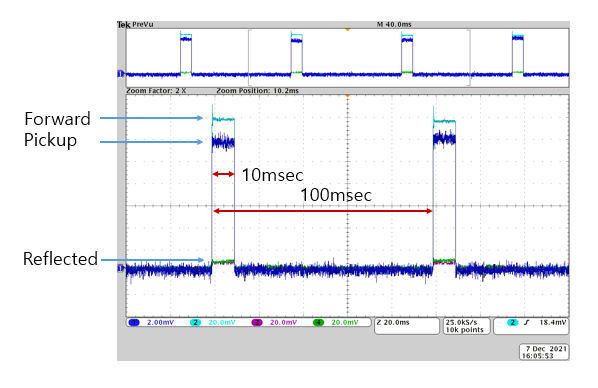 Tek PreVu M 40.0ms
1
Zoom Factor: 2 X Zoom Position: 10.2ms
Forward
Pickup
10msec
100msec
Reflected
1
1 2.00mV 2 20.0mV 3 20.0mV 4 20.0mV Z 20.0ms 25.0kS/s 2 18.4mV
10k points
7 Dec 2021
16:05:53